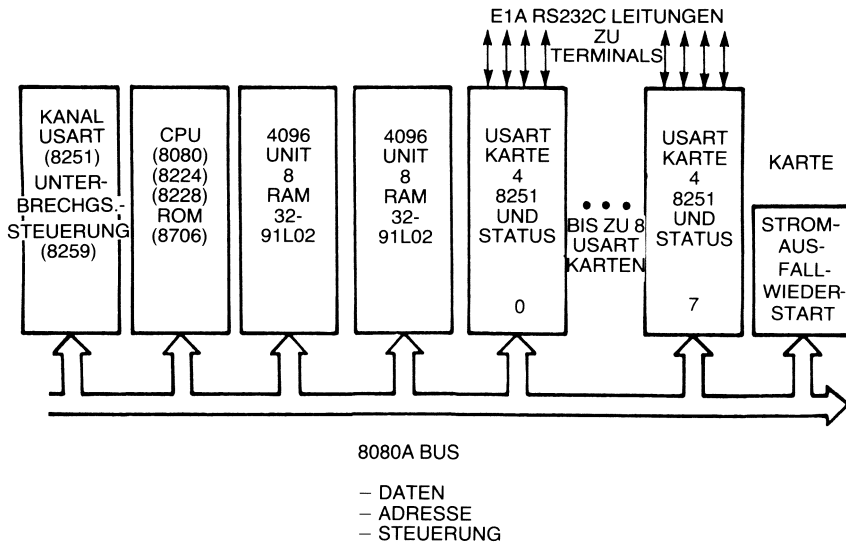 E1A RS232C LEITUNGEN
ZU
TERMINALS
KANAL
USART
(8251)
UNTER-
BRECHGS.-
STEUERUNG
(8259)
CPU
(8080)
(8224)
(8228)
ROM
(8706)
4096
UNIT
8
RAM
32-
91L02
4096
UNIT
8
RAM
32-
91L02
USART
KARTE
4
8251
UND
STATUS
0
• • •
BIS ZU 8
USART
KARTEN
USART
KARTE
4
8251
UND
STATUS
7
KARTE
STROM-
AUS-
FALL-
WIEDER-
START
8080A BUS
– DATEN
– ADRESSE
– STEUERUNG